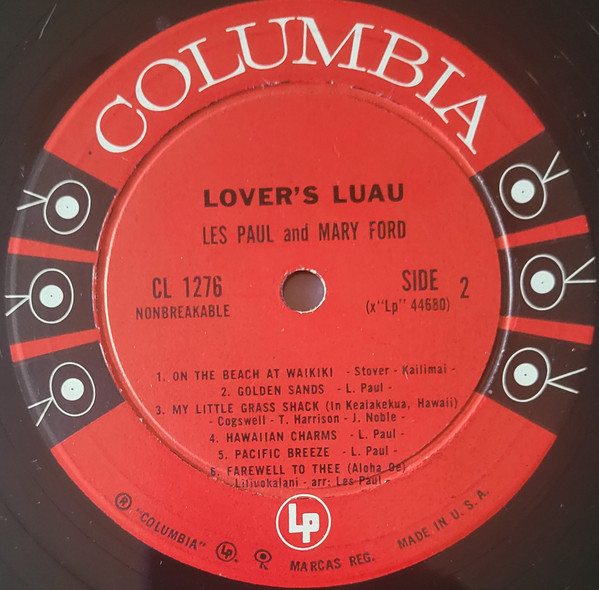 COLUMBIA
LOVER'S LUAU
LES PAUL and MARY FORD
CL 1276
NONBREAKABLE
SIDE 2
(x"Lp" 44680)
1. ON THE BEACH AT WAIKIKI - Stover - Kailimai -
2. GOLDEN SANDS - L. Paul -
3. MY LITTLE GRASS SHACK (In Kealakekua, Hawaii)
- Cogswell - T. Harrison - J. Noble -
4. HAWAIIAN CHARMS - L. Paul -
5. PACIFIC BREEZE - L. Paul -
6. FAREWELL TO THEE (Aloha Oe)
- Liliuokalani - arr: Les Paul -
Lp
® "COLUMBIA" Lp MARCAS REG. MADE IN U.S.A.